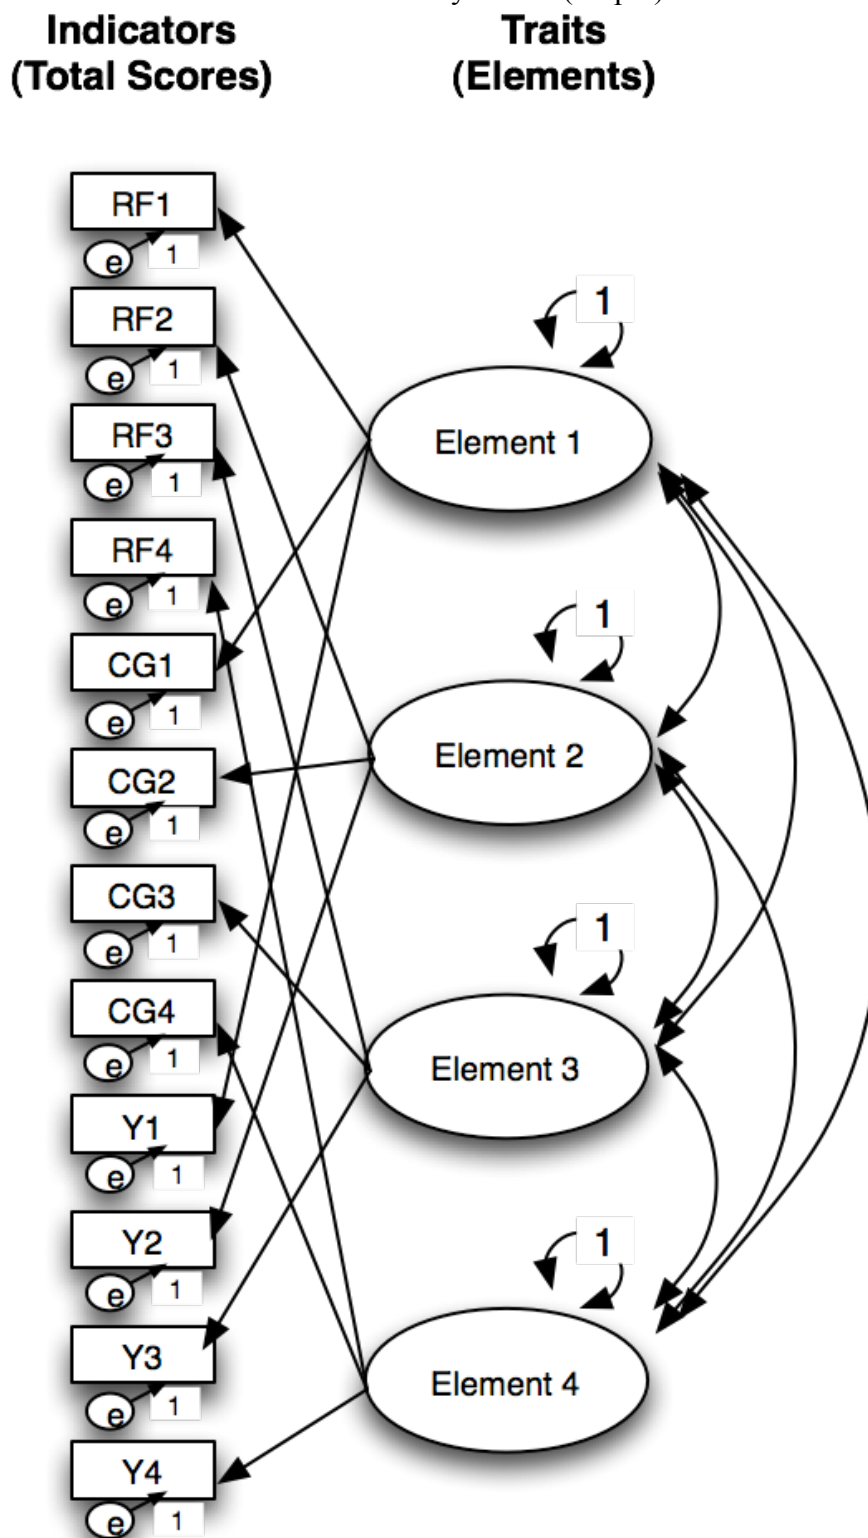 Indicators
(Total Scores)
Traits
(Elements)
RF1
e 1
RF2
e 1
RF3
e 1
RF4
e 1
CG1
e 1
CG2
e 1
CG3
e 1
CG4
e 1
Y1
e 1
Y2
e 1
Y3
e 1
Y4
e 1
1
Element 1
1
Element 2
1
Element 3
1
Element 4